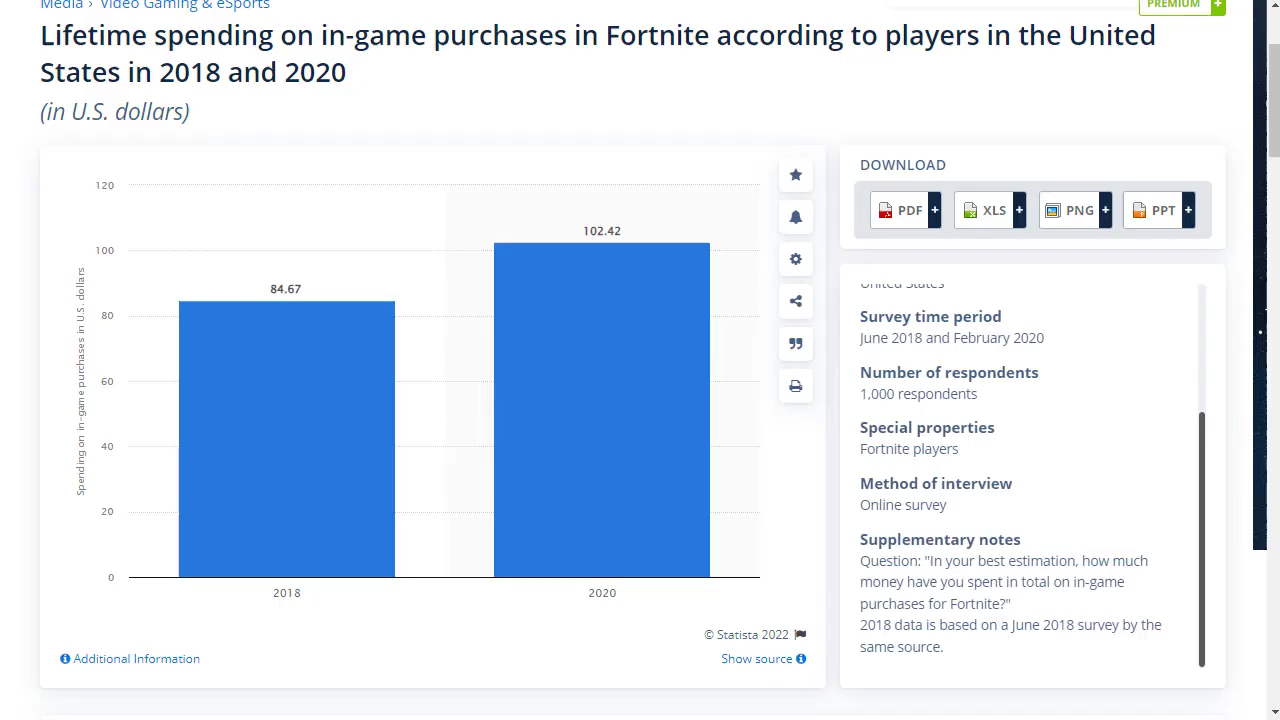 Media › Video Gaming & eSports
PREMIUM +
Lifetime spending on in-game purchases in Fortnite according to players in the United
States in 2018 and 2020
(in U.S. dollars)
120
100
80
60
40
20
0
Spending on in-game purchases in U.S. dollars
84.67
102.42
2018
2020
© Statista 2022
Additional Information
Show source
DOWNLOAD
PDF +
XLS +
PNG +
PPT +
United States
Survey time period
June 2018 and February 2020
Number of respondents
1,000 respondents
Special properties
Fortnite players
Method of interview
Online survey
Supplementary notes
Question: "In your best estimation, how much
money have you spent in total on in-game
purchases for Fortnite?"
2018 data is based on a June 2018 survey by the
same source.